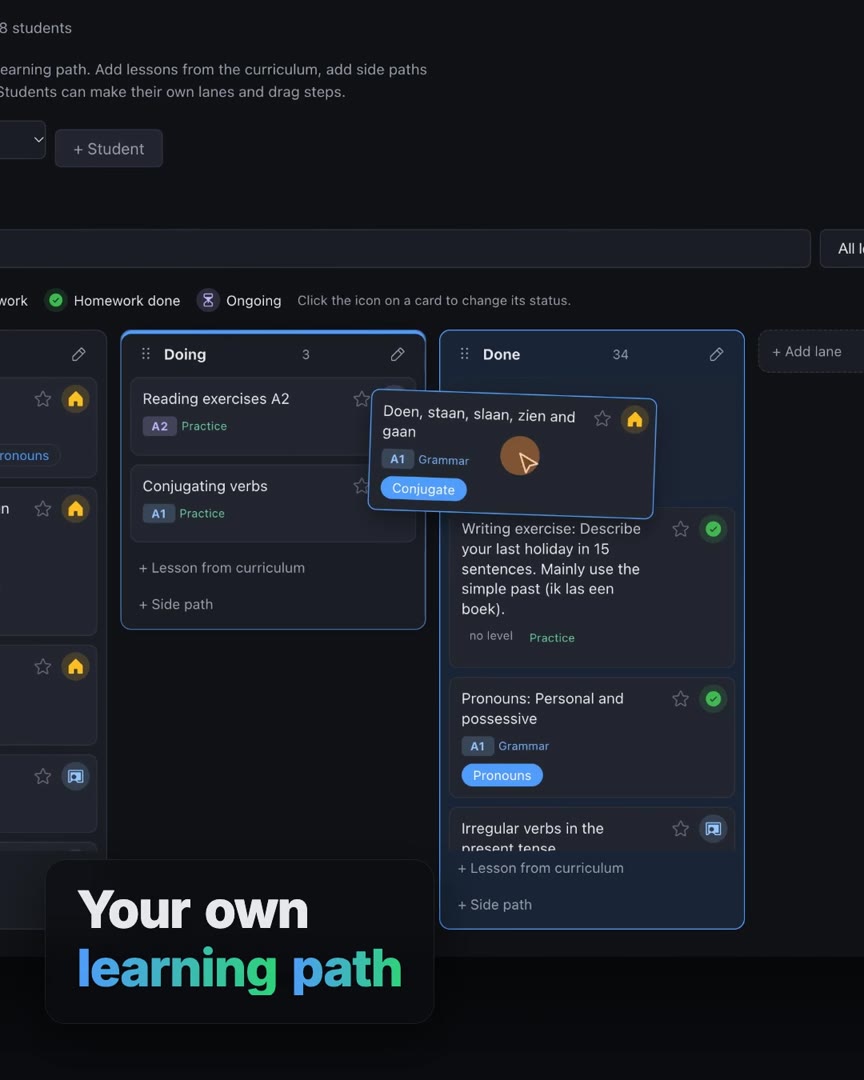 8 students
earning path. Add lessons from the curriculum, add side paths
Students can make their own lanes and drag steps.
+ Student
All
work
Homework done
Ongoing
Click the icon on a card to change its status.
Doing
3
Done
34
+ Add lane
Reading exercises A2
A2 Practice
Conjugating verbs
A1 Practice
+ Lesson from curriculum
+ Side path
Doen, staan, slaan, zien and
gaan
A1 Grammar
Conjugate
Writing exercise: Describe
your last holiday in 15
sentences. Mainly use the
simple past (ik las een
boek).
no level Practice
Pronouns: Personal and
possessive
A1 Grammar
Pronouns
Irregular verbs in the
present tense
+ Lesson from curriculum
+ Side path
ronouns
n
Your own
learning path